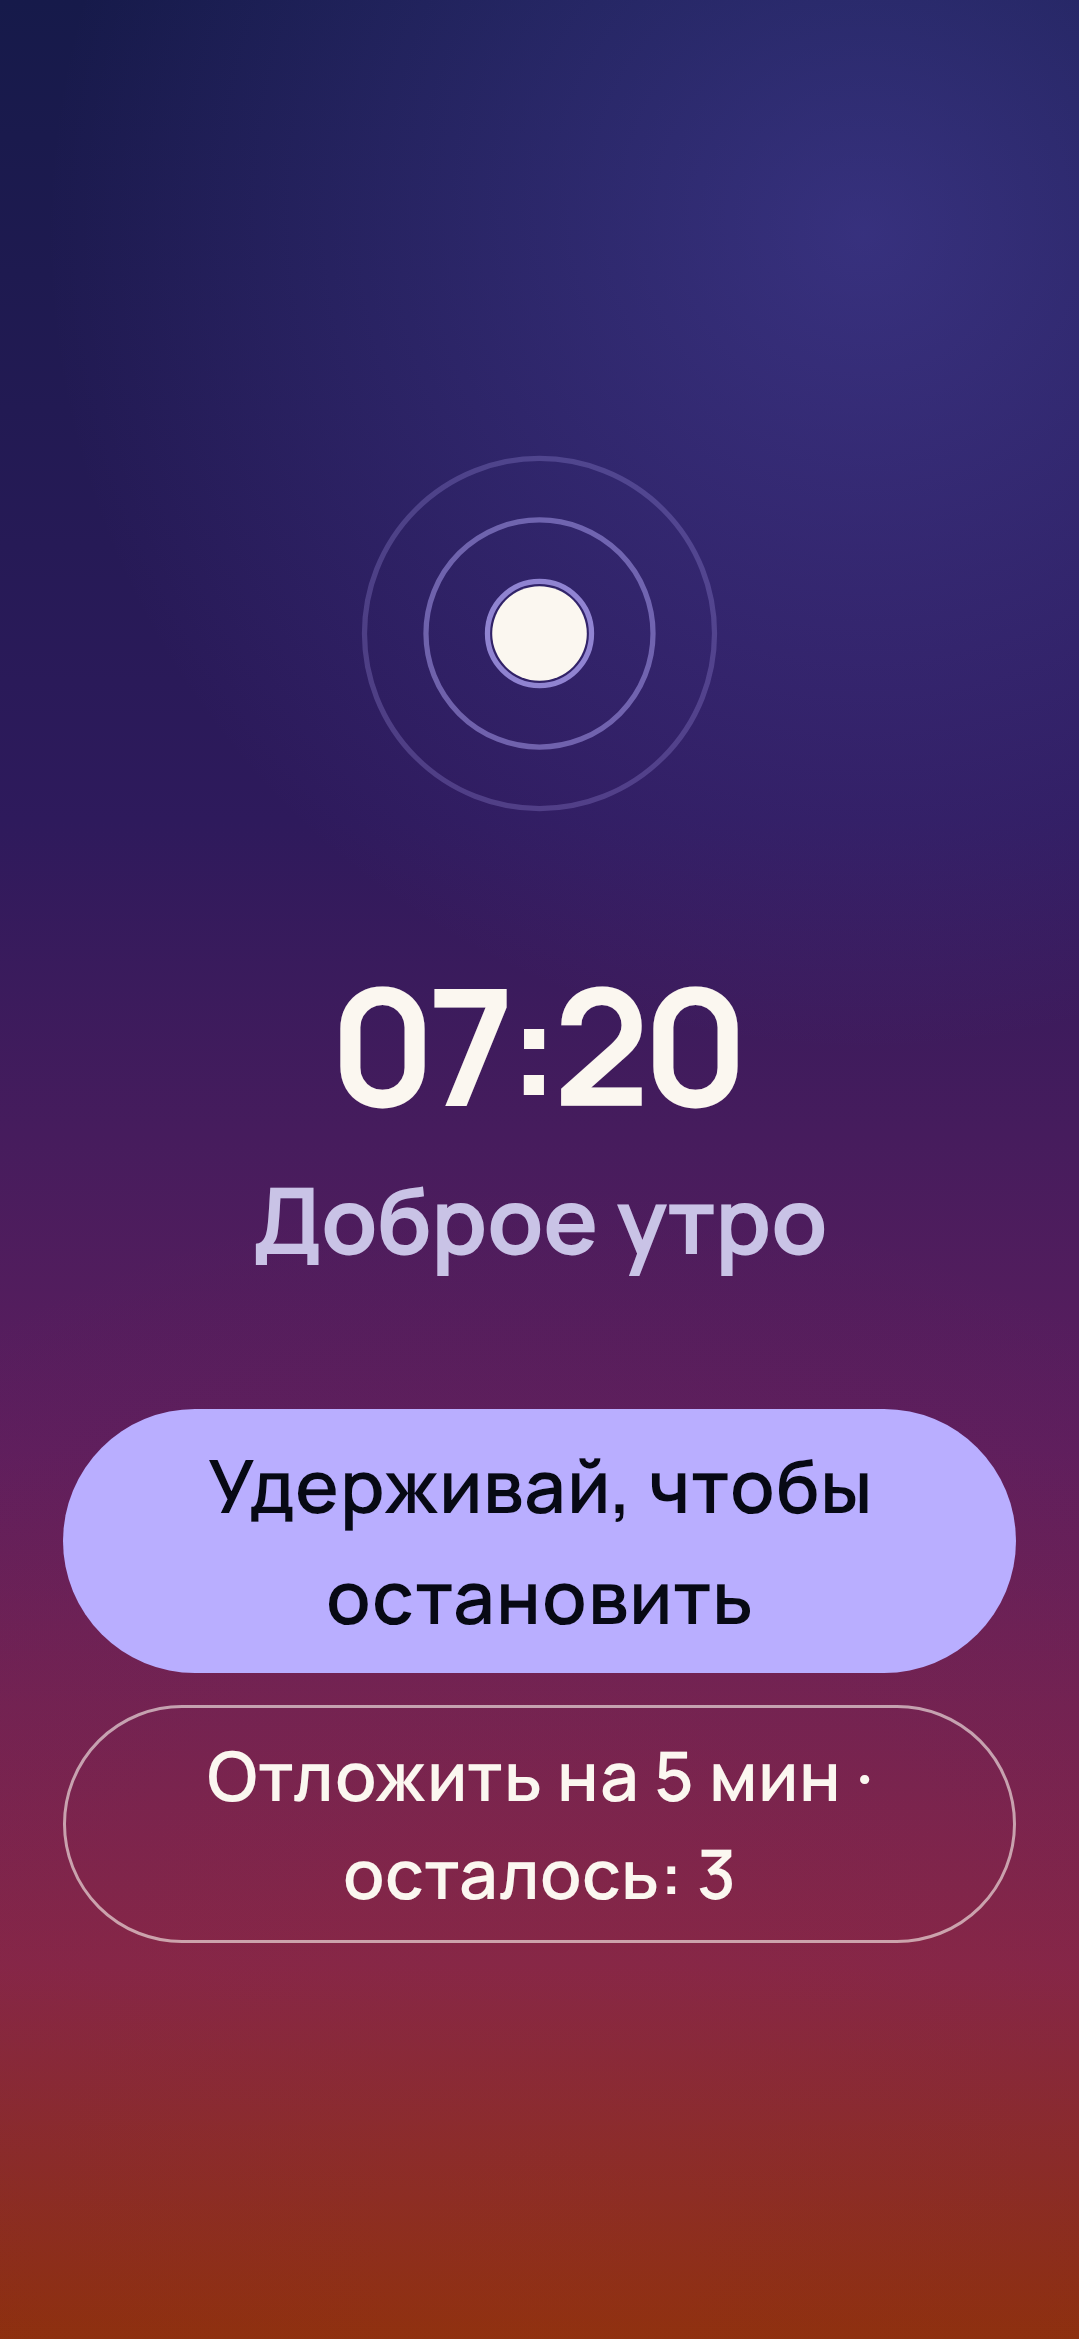 07:20
Доброе утро
Удерживай, чтобы
остановить
Отложить на 5 мин ·
осталось: 3